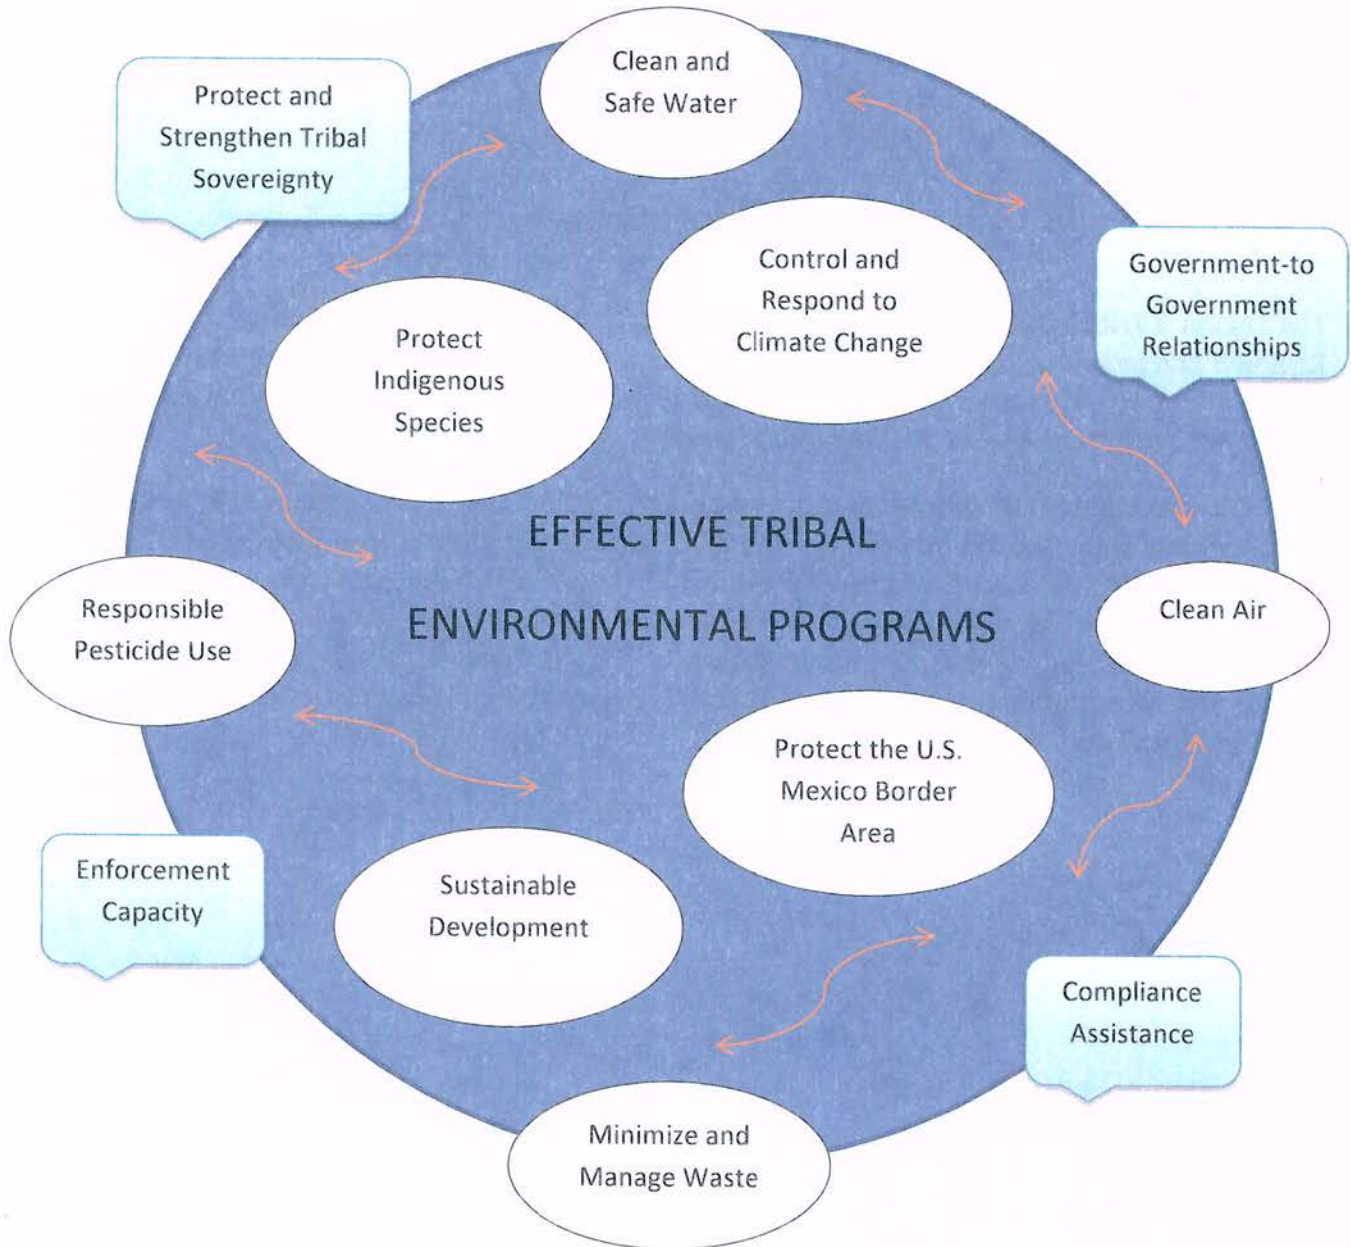 Clean and
Safe Water
Protect and
Strengthen Tribal
Sovereignty
Control and
Respond to
Climate Change
Government-to
Government
Relationships
Protect
Indigenous
Species
EFFECTIVE TRIBAL
ENVIRONMENTAL PROGRAMS
Responsible
Pesticide Use
Clean Air
Protect the U.S.
Mexico Border
Area
Enforcement
Capacity
Sustainable
Development
Compliance
Assistance
Minimize and
Manage Waste